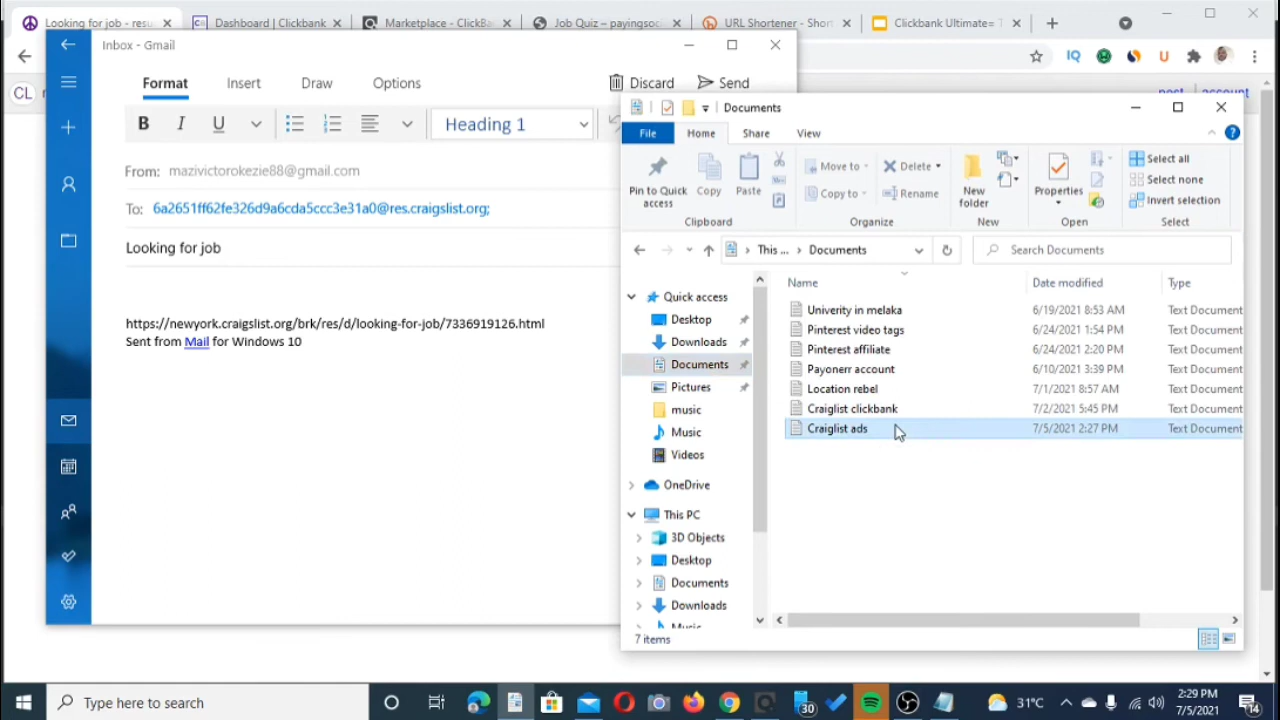 Looking for job - resu
Dashboard | Clickbank
Marketplace - ClickBa
Job Quiz – payingsoc
URL Shortener - Short
Clickbank Ultimate= T
Inbox - Gmail
Format
Insert
Draw
Options
Discard
Send
B I U
Heading 1
CL
post
account
From: mazivictorokezie88@gmail.com
To: 6a2651ff62fe326d9a6cda5ccc3e31a0@res.craigslist.org;
Looking for job
https://newyork.craigslist.org/brk/res/d/looking-for-job/7336919126.html
Sent from Mail for Windows 10
Documents
File
Home
Share
View
Pin to Quick access
Copy
Paste
Clipboard
Move to
Copy to
Delete
Rename
Organize
New folder
New
Properties
Open
Select all
Select none
Invert selection
Select
This ... Documents
Search Documents
Name Date modified Type
Univerity in melaka 6/19/2021 8:53 AM Text Document
Pinterest video tags 6/24/2021 1:54 PM Text Document
Pinterest affiliate 6/24/2021 2:20 PM Text Document
Payonerr account 6/10/2021 3:39 PM Text Document
Location rebel 7/1/2021 8:57 AM Text Document
Craiglist clickbank 7/2/2021 5:45 PM Text Document
Craiglist ads 7/5/2021 2:27 PM Text Document
Quick access
Desktop
Downloads
Documents
Pictures
music
Music
Videos
OneDrive
This PC
3D Objects
Desktop
Documents
Downloads
Music
7 items
Type here to search
30
31°C
2:29 PM
7/5/2021
14